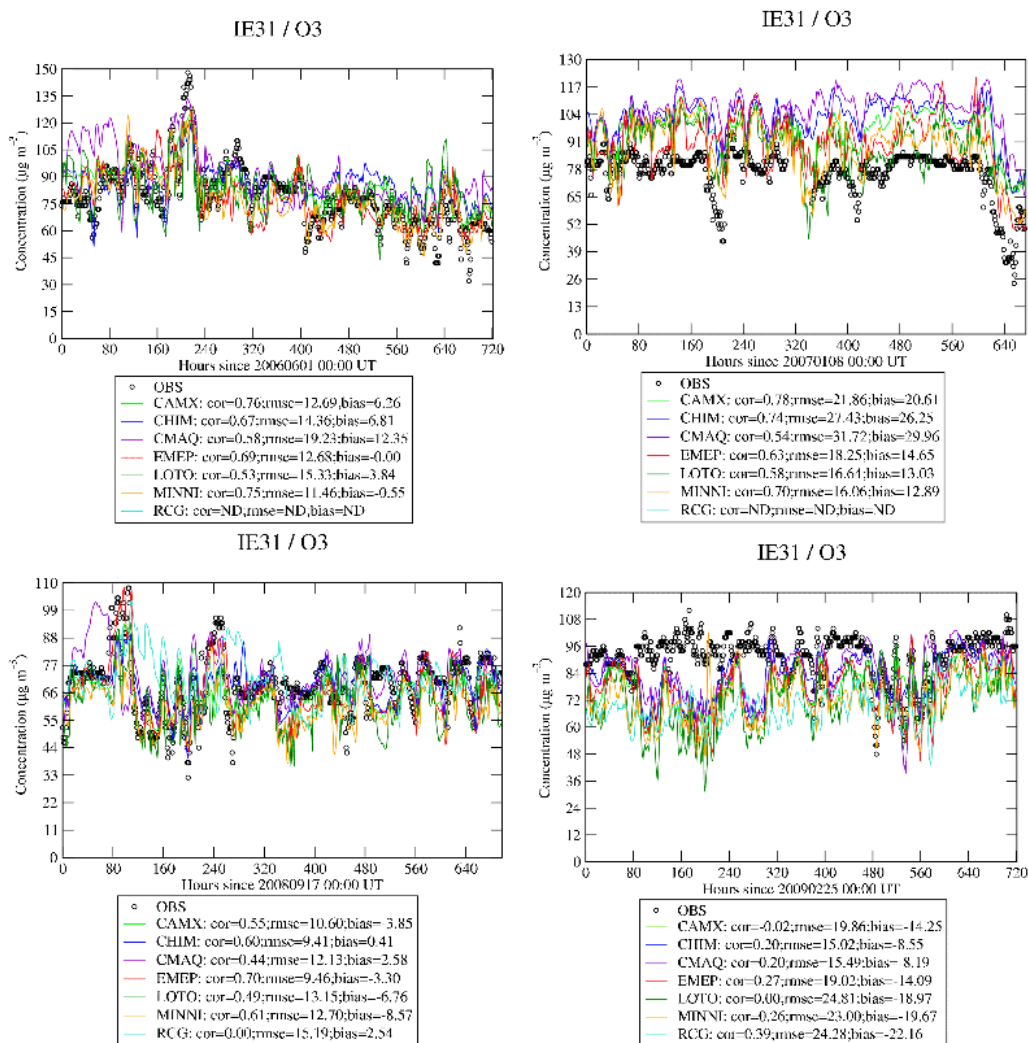 IE31 / O3
150
135
120
105
90
75
60
45
30
15
0
Concentration (µg m⁻³)
0 80 160 240 320 400 480 560 640 720
Hours since 20060601 00:00 UT
OBS
CAMX: cor=0.76;rmse=12.69;bias=6.26
CHIM: cor=0.67;rmse=14.36;bias=6.81
CMAQ: cor=0.58;rmse=19.23;bias=12.35
EMEP: cor=0.69;rmse=12.68;bias=-0.00
LOTO: cor=0.53;rmse=15.33;bias=3.84
MINNI: cor=0.75;rmse=11.46;bias=-0.55
RCG: cor=ND,rmse=ND,bias=ND
IE31 / O3
130
117
104
91
78
65
52
39
26
13
0
Concentration (µg m⁻³)
0 80 160 240 320 400 480 560 640
Hours since 20070108 00:00 UT
OBS
CAMX: cor=0.78;rmse=21.86;bias=20.61
CHIM: cor=0.74;rmse=27.43;bias=26.25
CMAQ: cor=0.54;rmse=31.72;bias=29.96
EMEP: cor=0.63;rmse=18.25;bias=14.65
LOTO: cor=0.58;rmse=16.64;bias=13.03
MINNI: cor=0.70;rmse=16.06;bias=12.89
RCG: cor=ND;rmse=ND;bias=ND
IE31 / O3
110
99
88
77
66
55
44
33
22
11
0
Concentration (µg m⁻³)
0 80 160 240 320 400 480 560 640
Hours since 20080917 00:00 UT
OBS
CAMX: cor=0.55;rmse=10.60;bias=-3.85
CHIM: cor=0.60;rmse=9.41;bias=0.41
CMAQ: cor=0.44;rmse=12.13;bias=2.58
EMEP: cor=0.70;rmse=9.46;bias=-3.30
LOTO: cor=0.49;rmse=13.15;bias=-6.76
MINNI: cor=0.61;rmse=12.70;bias=-8.57
RCG: cor=0.00;rmse=15.19;bias=2.54
IE31 / O3
120
108
96
84
72
60
48
36
24
12
0
Concentration (µg m⁻³)
0 80 160 240 320 400 480 560 640 720
Hours since 20090225 00:00 UT
OBS
CAMX: cor=-0.02;rmse=19.86;bias=-14.25
CHIM: cor=0.20;rmse=15.02;bias=-8.55
CMAQ: cor=0.20;rmse=15.49;bias=-8.19
EMEP: cor=0.27;rmse=19.02;bias=-14.09
LOTO: cor=0.00;rmse=24.81;bias=-18.97
MINNI: cor=0.26;rmse=23.00;bias=-19.67
RCG: cor=0.39;rmse=24.28;bias=-22.16